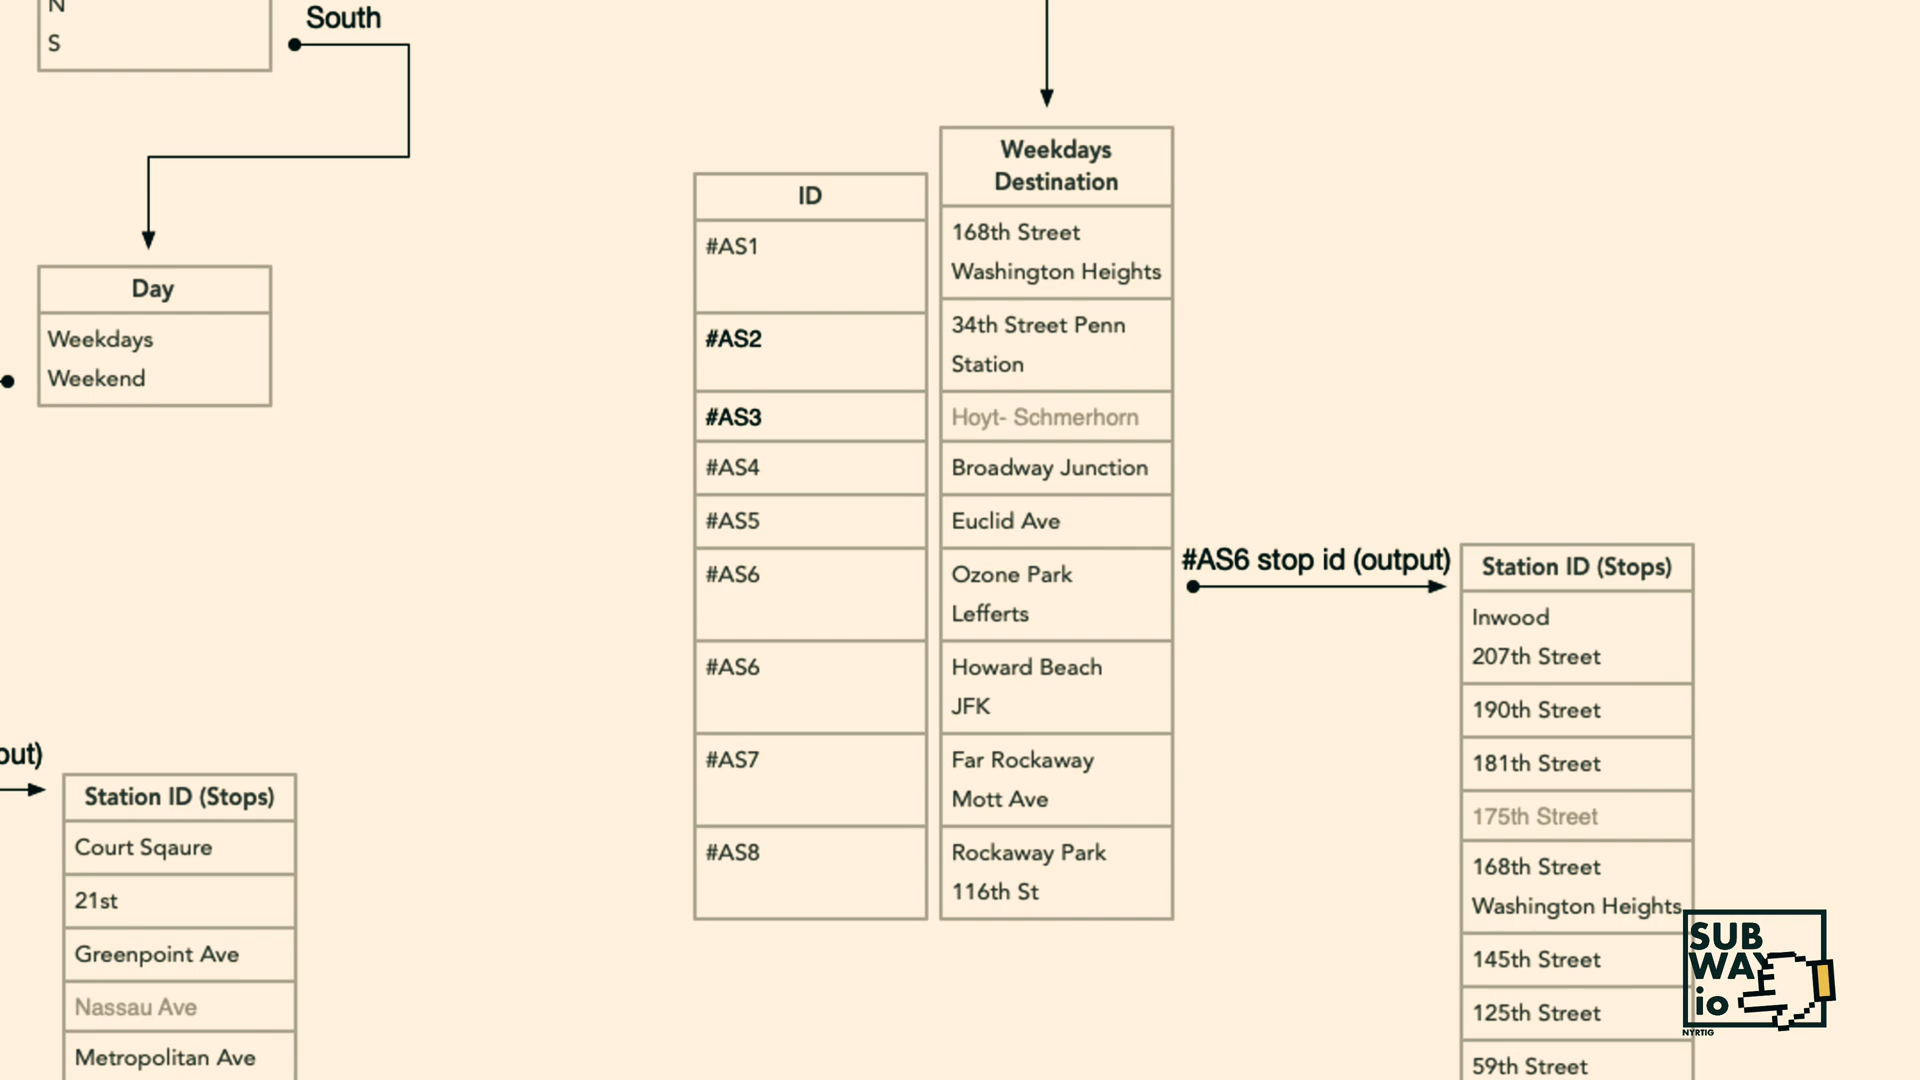 N
S
South
Day
Weekdays
Weekend
out)
Station ID (Stops)
Court Sqaure
21st
Greenpoint Ave
Nassau Ave
Metropolitan Ave
ID
#AS1
#AS2
#AS3
#AS4
#AS5
#AS6
#AS6
#AS7
#AS8
Weekdays
Destination
168th Street
Washington Heights
34th Street Penn
Station
Hoyt- Schmerhorn
Broadway Junction
Euclid Ave
Ozone Park
Lefferts
Howard Beach
JFK
Far Rockaway
Mott Ave
Rockaway Park
116th St
#AS6 stop id (output)
Station ID (Stops)
Inwood
207th Street
190th Street
181th Street
175th Street
168th Street
Washington Heights
145th Street
125th Street
59th Street
SUB
WAY
io
NYRTIG